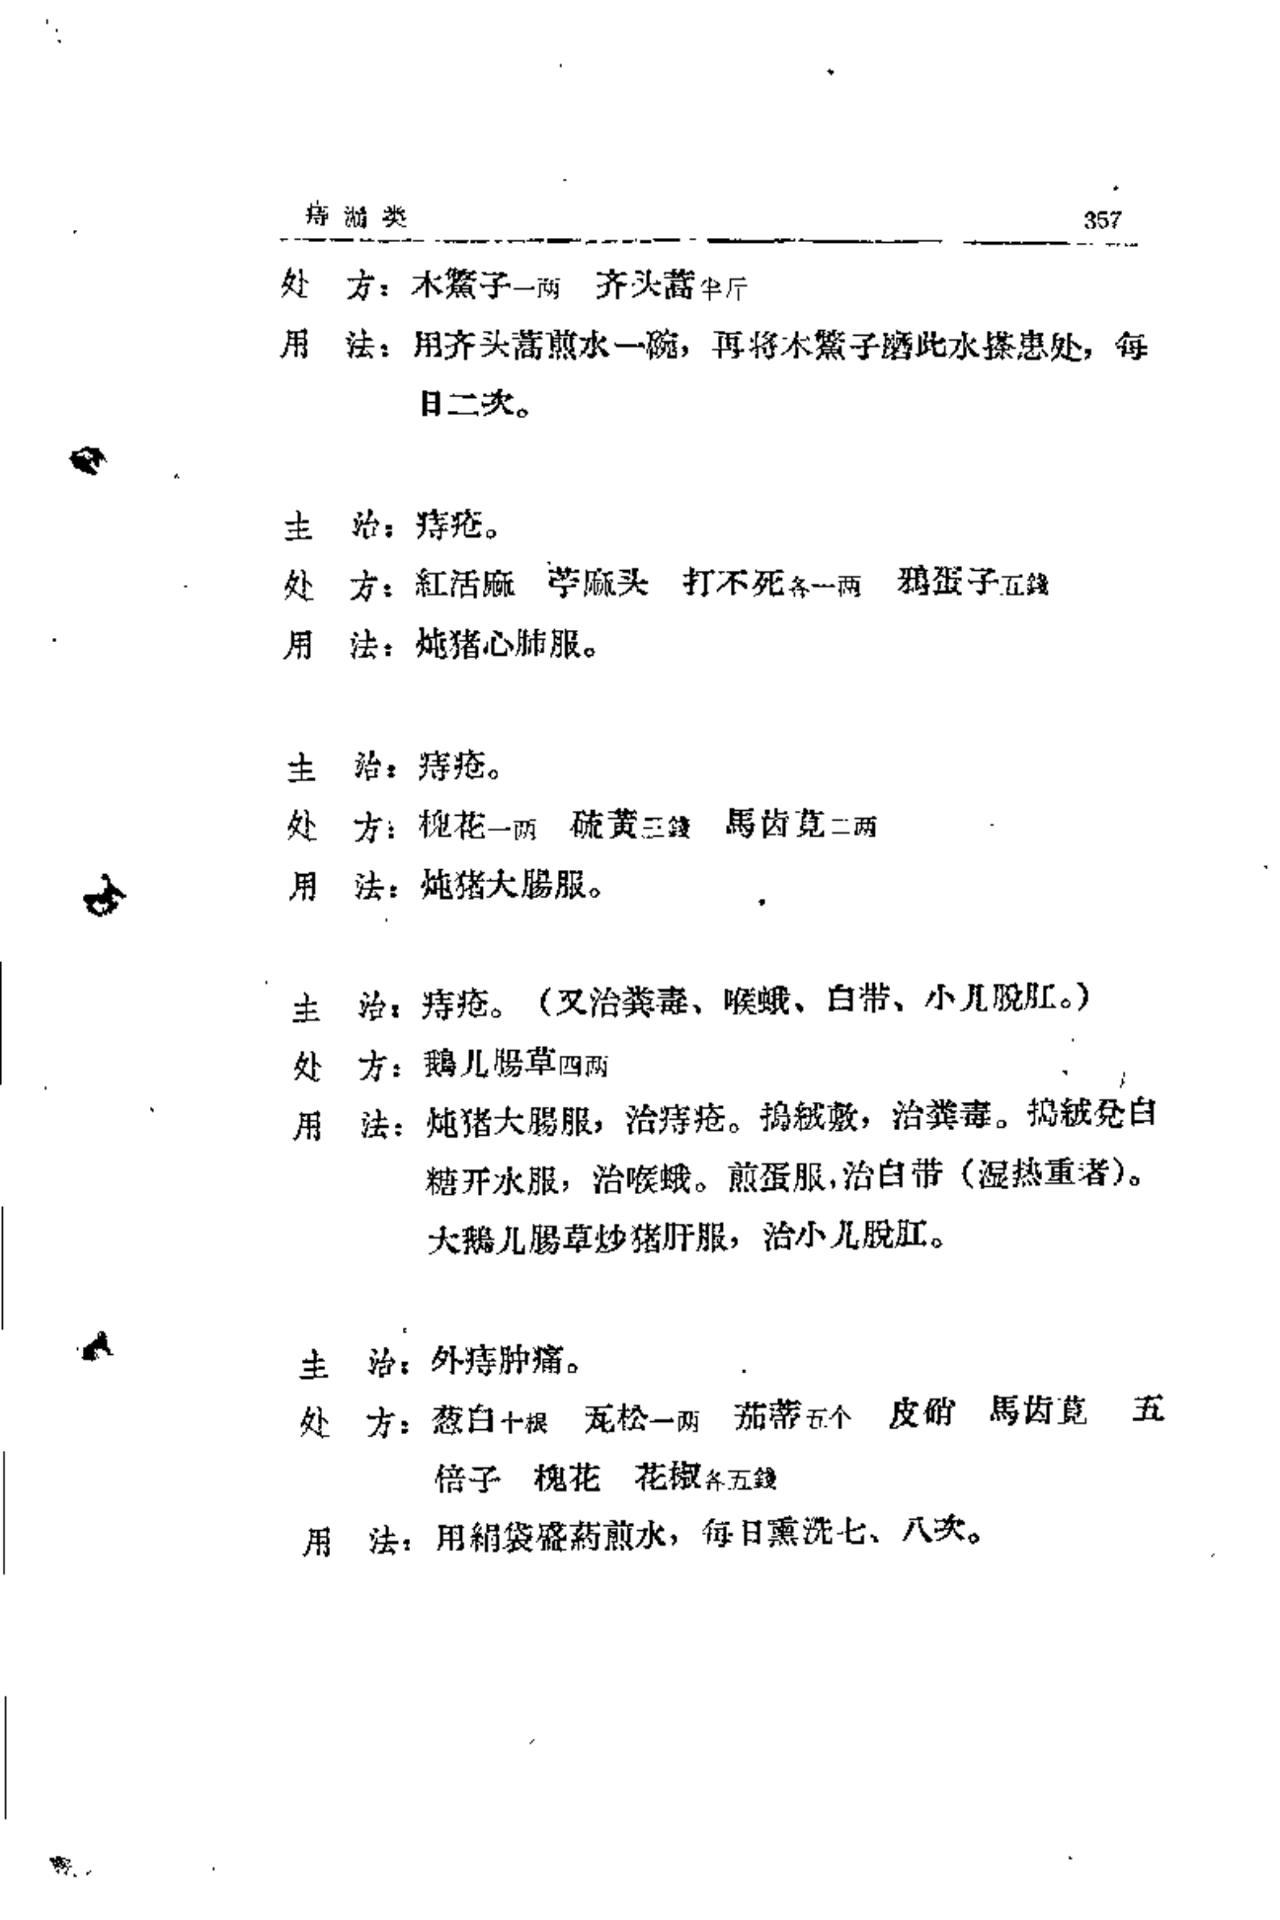 痔漏类 357
处　方：木鱉子一两　齐头蒿半斤
用　法：用齐头蒿煎水一碗，再将木鱉子磨此水搽患处，每
日二次。
主　治：痔疮。
处　方：紅活麻　苧麻头　打不死各一两　鴉蛋子五錢
用　法：炖猪心肺服。
主　治：痔疮。
处　方：槐花一两　硫黄三錢　馬齿莧二两
用　法：炖猪大腸服。
主　治：痔疮。（又治粪毒、喉蛾、白带、小儿脫肛。）
处　方：鵝儿腸草四两
用　法：炖猪大腸服，治痔疮。搗絨敷，治粪毒。搗絨兌白
糖开水服，治喉蛾。煎蛋服，治白带（湿热重者）。
大鵝儿腸草炒猪肝服，治小儿脫肛。
主　治：外痔肿痛。
处　方：葱白十根　瓦松一两　茄蒂五个　皮硝　馬齿莧　五
倍子　槐花　花椒各五錢
用　法：用絹袋盛葯煎水，每日熏洗七、八次。